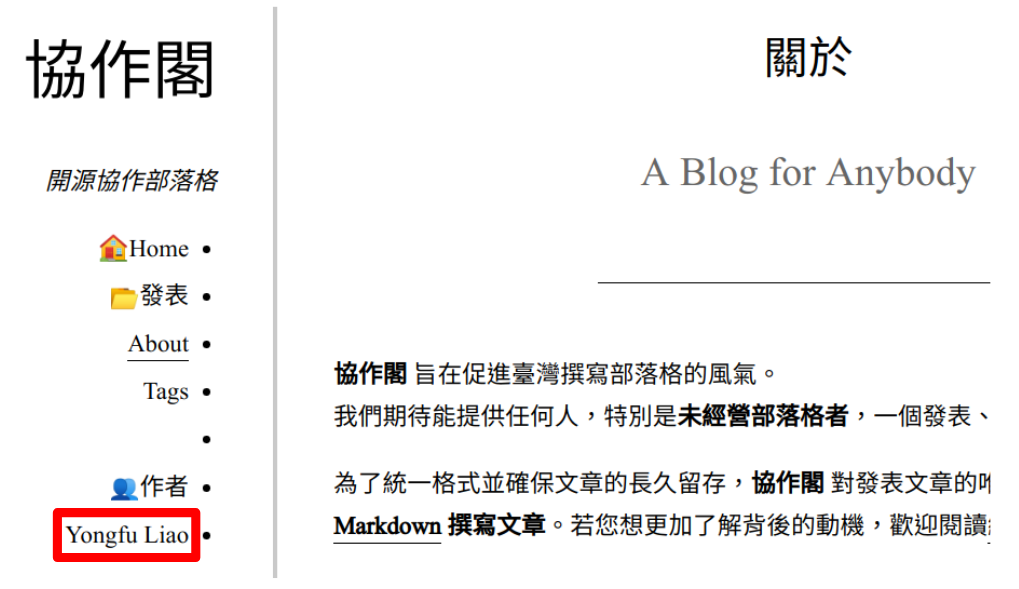 協作閣
開源協作部落格
🏠Home
📂發表
About
Tags
👥作者
Yongfu Liao
關於
A Blog for Anybody
協作閣 旨在促進臺灣撰寫部落格的風氣。
我們期待能提供任何人，特別是未經營部落格者，一個發表、
為了統一格式並確保文章的長久留存，協作閣 對發表文章的
Markdown 撰寫文章。若您想更加了解背後的動機，歡迎閱讀